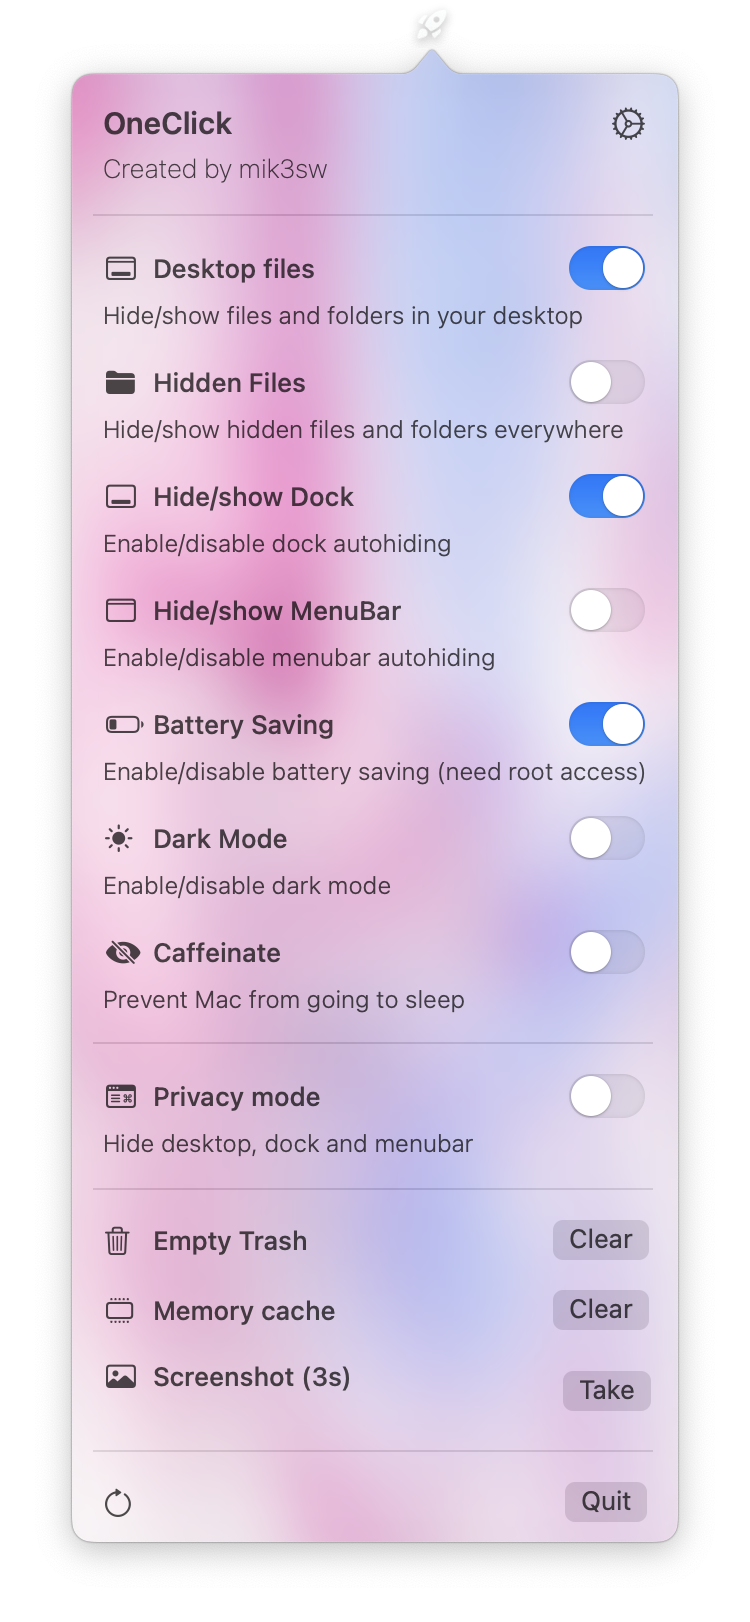 OneClick
Created by mik3sw
Desktop files
Hide/show files and folders in your desktop
Hidden Files
Hide/show hidden files and folders everywhere
Hide/show Dock
Enable/disable dock autohiding
Hide/show MenuBar
Enable/disable menubar autohiding
Battery Saving
Enable/disable battery saving (need root access)
Dark Mode
Enable/disable dark mode
Caffeinate
Prevent Mac from going to sleep
Privacy mode
Hide desktop, dock and menubar
Empty Trash Clear
Memory cache Clear
Screenshot (3s) Take
Quit